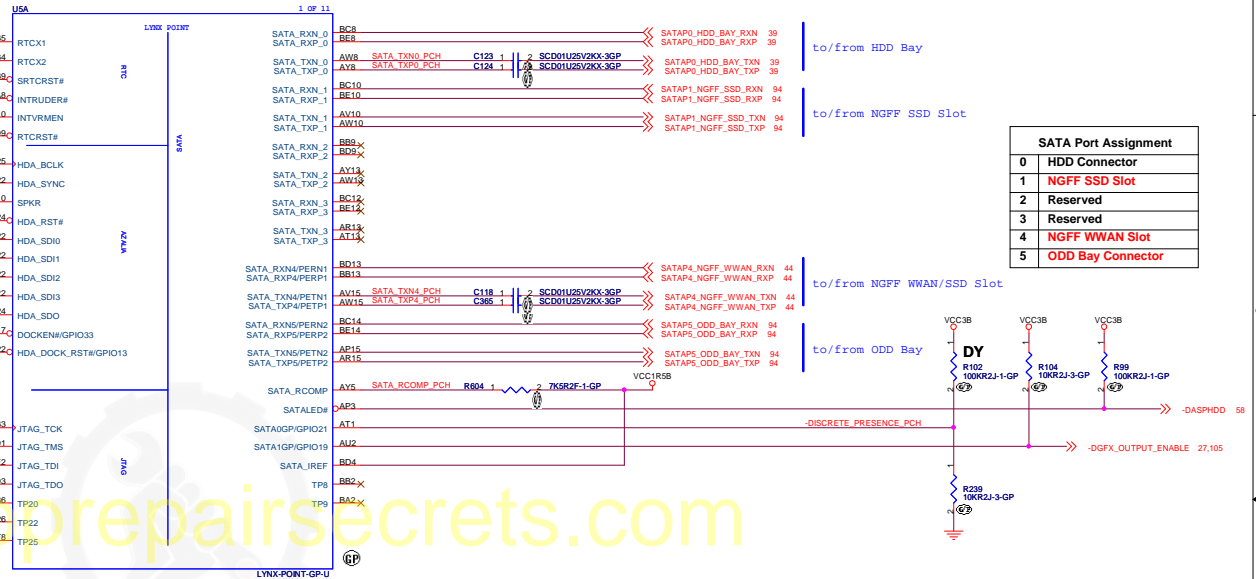 U5A
1 OF 11
LYNX POINT
RTCX1
RTCX2
SRTCRST#
INTRUDER#
INTVRMEN
RTCRST#
HDA_BCLK
HDA_SYNC
SPKR
HDA_RST#
HDA_SDI0
HDA_SDI1
HDA_SDI2
HDA_SDI3
HDA_SDO
DOCKEN#/GPIO33
HDA_DOCK_RST#/GPIO13
JTAG_TCK
JTAG_TMS
JTAG_TDI
JTAG_TDO
TP20
TP22
TP25
RTC
SATA
AZALIA
JTAG
SATA_RXN_0 BC8 SATAP0_HDD_BAY_RXN 39
SATA_RXP_0 BE8 SATAP0_HDD_BAY_RXP 39
to/from HDD Bay
SATA_TXN_0 AW8 SATA_TXN0_PCH C123 1 2 SCD01U25V2KX-3GP SATAP0_HDD_BAY_TXN 39
SATA_TXP_0 AY8 SATA_TXP0_PCH C124 1 2 SCD01U25V2KX-3GP SATAP0_HDD_BAY_TXP 39
SATA_RXN_1 BC10 SATAP1_NGFF_SSD_RXN 94
SATA_RXP_1 BE10 SATAP1_NGFF_SSD_RXP 94
to/from NGFF SSD Slot
SATA_TXN_1 AV10 SATAP1_NGFF_SSD_TXN 94
SATA_TXP_1 AW10 SATAP1_NGFF_SSD_TXP 94
SATA_RXN_2 BB9
SATA_RXP_2 BD9
SATA_TXN_2 AY13
SATA_TXP_2 AW13
SATA_RXN_3 BC12
SATA_RXP_3 BE12
SATA_TXN_3 AR13
SATA_TXP_3 AT13
SATA_RXN4/PERN1 BD13 SATAP4_NGFF_WWAN_RXN 44
SATA_RXP4/PERP1 BB13 SATAP4_NGFF_WWAN_RXP 44
to/from NGFF WWAN/SSD Slot
SATA_TXN4/PETN1 AV15 SATA_TXN4_PCH C118 1 2 SCD01U25V2KX-3GP SATAP4_NGFF_WWAN_TXN 44
SATA_TXP4/PETP1 AW15 SATA_TXP4_PCH C365 1 2 SCD01U25V2KX-3GP SATAP4_NGFF_WWAN_TXP 44
SATA_RXN5/PERN2 BC14 SATAP5_ODD_BAY_RXN 94
SATA_RXP5/PERP2 BE14 SATAP5_ODD_BAY_RXP 94
to/from ODD Bay
SATA_TXN5/PETN2 AP15 SATAP5_ODD_BAY_TXN 94
SATA_TXP5/PETP2 AR15 SATAP5_ODD_BAY_TXP 94
VCC1R5B
SATA_RCOMP AY5 SATA_RCOMP_PCH R604 1 2 7K5R2F-1-GP
SATALED# AP3 -DASPHDD 58
SATA0GP/GPIO21 AT1 -DISCRETE_PRESENCE_PCH
SATA1GP/GPIO19 AU2 -DGFX_OUTPUT_ENABLE 27,105
SATA_IREF BD4
TP8 BB2
TP9 BA2
SATA Port Assignment
0 HDD Connector
1 NGFF SSD Slot
2 Reserved
3 Reserved
4 NGFF WWAN Slot
5 ODD Bay Connector
VCC3B VCC3B VCC3B
DY
1 R102 100KR2J-1-GP 2
1 R104 10KR2J-3-GP 2
1 R99 100KR2J-1-GP 2
1 R239 10KR2J-3-GP 2
GP
LYNX-POINT-GP-U
prepairsecrets.com